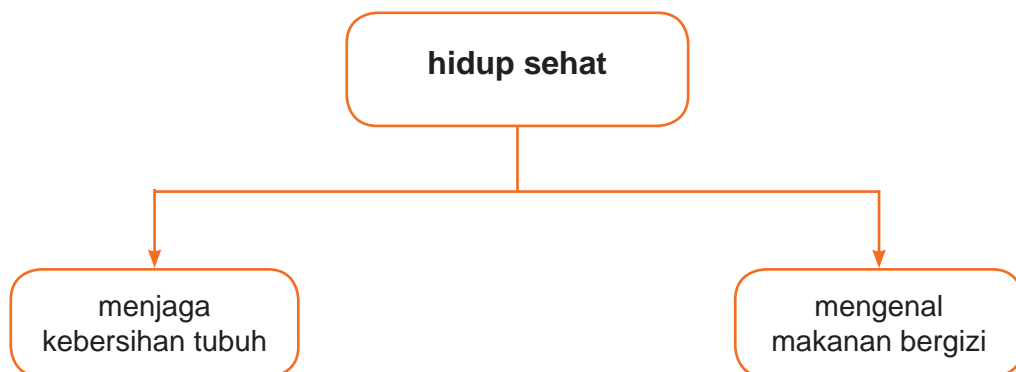 hidup sehat
menjaga
kebersihan tubuh
mengenal
makanan bergizi